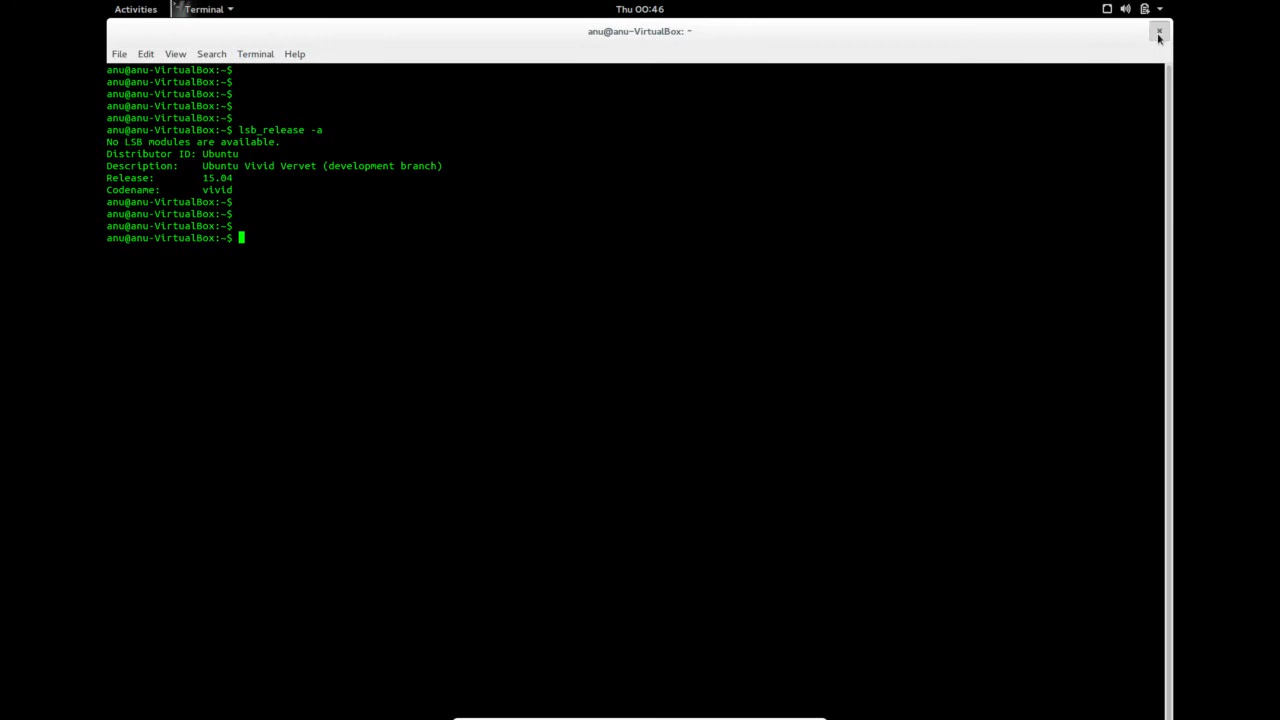 Activities Terminal Thu 00:46
anu@anu-VirtualBox: ~
File Edit View Search Terminal Help
anu@anu-VirtualBox:~$
anu@anu-VirtualBox:~$
anu@anu-VirtualBox:~$
anu@anu-VirtualBox:~$
anu@anu-VirtualBox:~$
anu@anu-VirtualBox:~$ lsb_release -a
No LSB modules are available.
Distributor ID: Ubuntu
Description:    Ubuntu Vivid Vervet (development branch)
Release:        15.04
Codename:       vivid
anu@anu-VirtualBox:~$
anu@anu-VirtualBox:~$
anu@anu-VirtualBox:~$
anu@anu-VirtualBox:~$